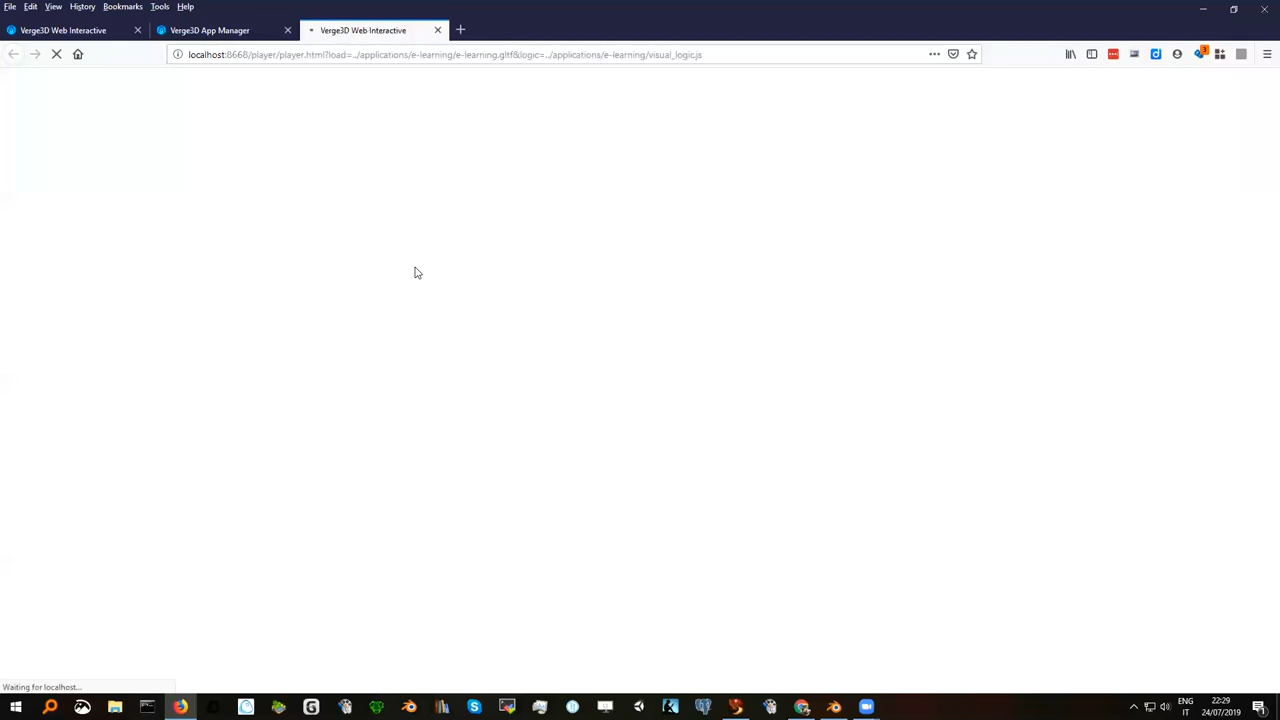 File Edit View History Bookmarks Tools Help
Verge3D Web Interactive
Verge3D App Manager
Verge3D Web Interactive
localhost:8668/player/player.html?load=../applications/e-learning/e-learning.gltf&logic=../applications/e-learning/visual_logic.js
3
Waiting for localhost...
ENG
IT
22:29
24/07/2019